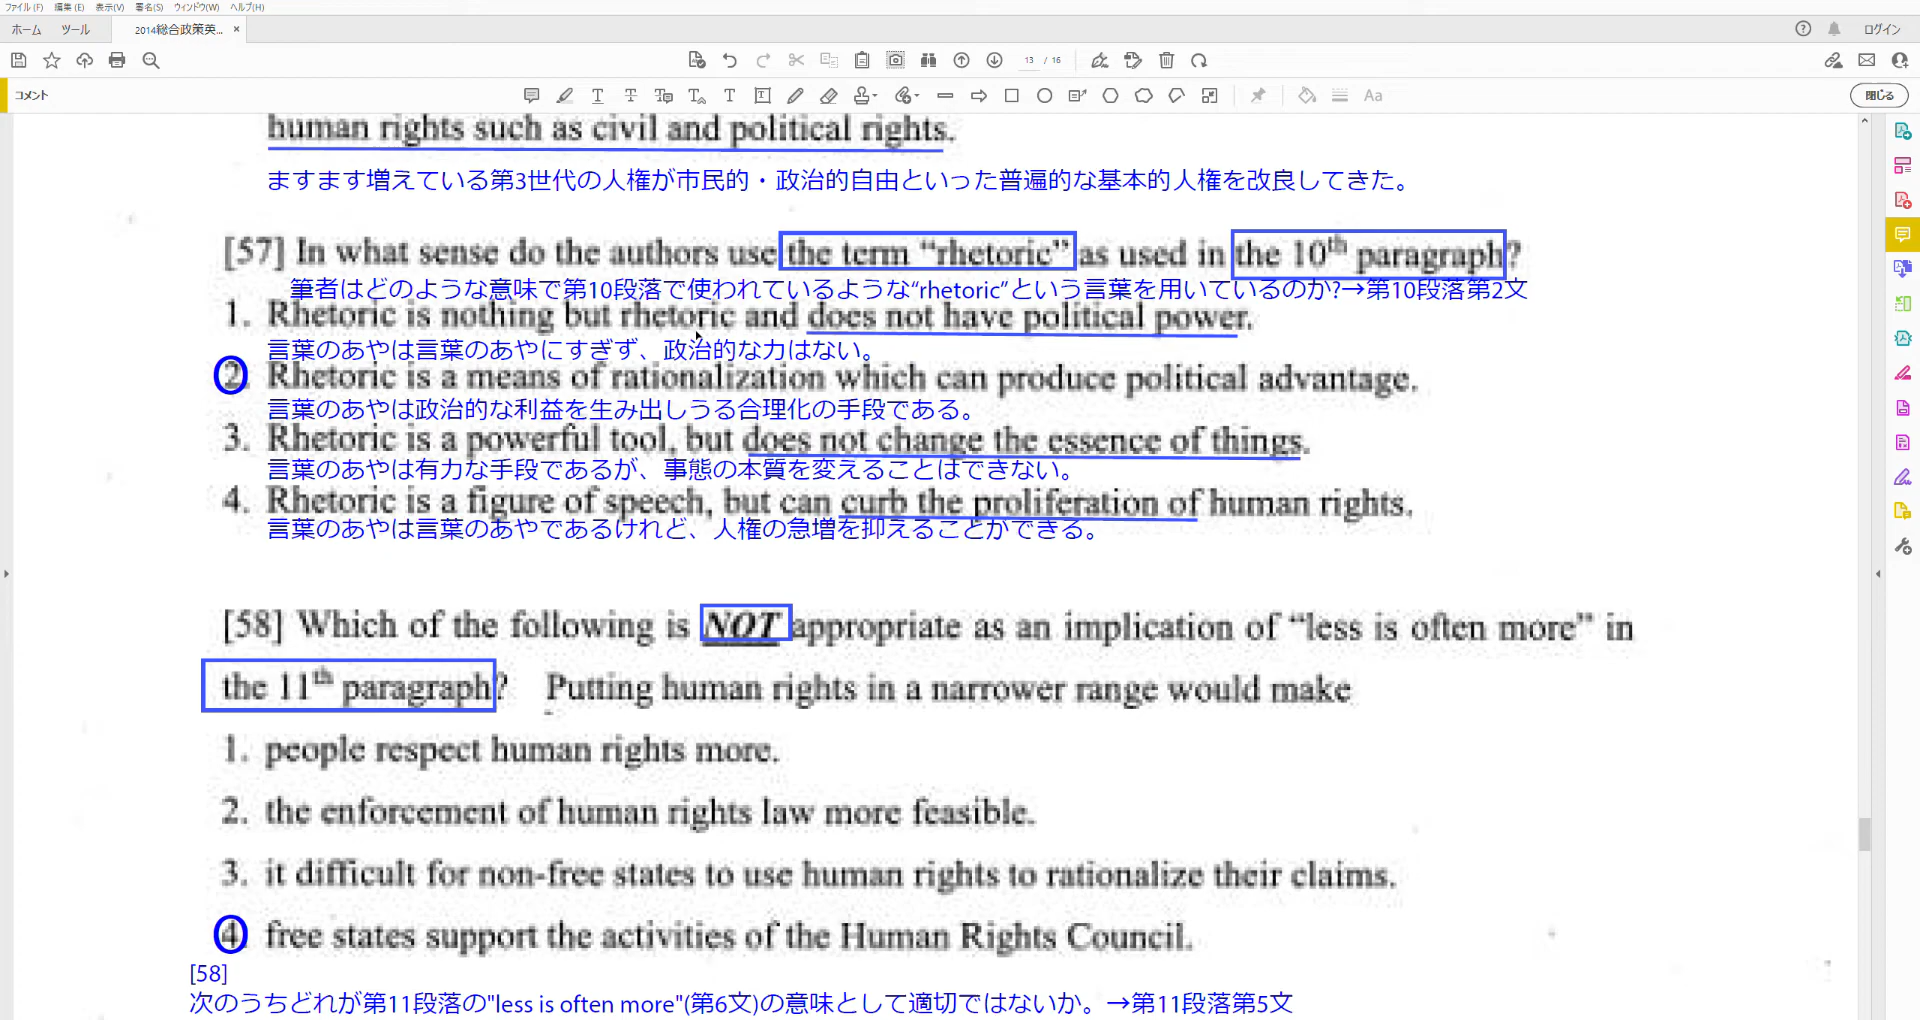 ファイル(F) 編集(E) 表示(V) 署名(S) ウィンドウ(W) ヘルプ(H)
ホーム ツール 2014総合政策英... × ログイン
13 / 16
コメント Aa 閉じる
human rights such as civil and political rights.
ますます増えている第3世代の人権が市民的・政治的自由といった普遍的な基本的人権を改良してきた。
[57] In what sense do the authors use the term “rhetoric” as used in the 10th paragraph?
筆者はどのような意味で第10段落で使われているような“rhetoric”という言葉を用いているのか?→第10段落第2文
1. Rhetoric is nothing but rhetoric and does not have political power.
言葉のあやは言葉のあやにすぎず、政治的な力はない。
2. Rhetoric is a means of rationalization which can produce political advantage.
言葉のあやは政治的な利益を生み出しうる合理化の手段である。
3. Rhetoric is a powerful tool, but does not change the essence of things.
言葉のあやは有力な手段であるが、事態の本質を変えることはできない。
4. Rhetoric is a figure of speech, but can curb the proliferation of human rights.
言葉のあやは言葉のあやであるけれど、人権の急増を抑えることができる。
[58] Which of the following is NOT appropriate as an implication of “less is often more” in
the 11th paragraph? Putting human rights in a narrower range would make
1. people respect human rights more.
2. the enforcement of human rights law more feasible.
3. it difficult for non-free states to use human rights to rationalize their claims.
4. free states support the activities of the Human Rights Council.
[58]
次のうちどれが第11段落の"less is often more"(第6文)の意味として適切ではないか。→第11段落第5文